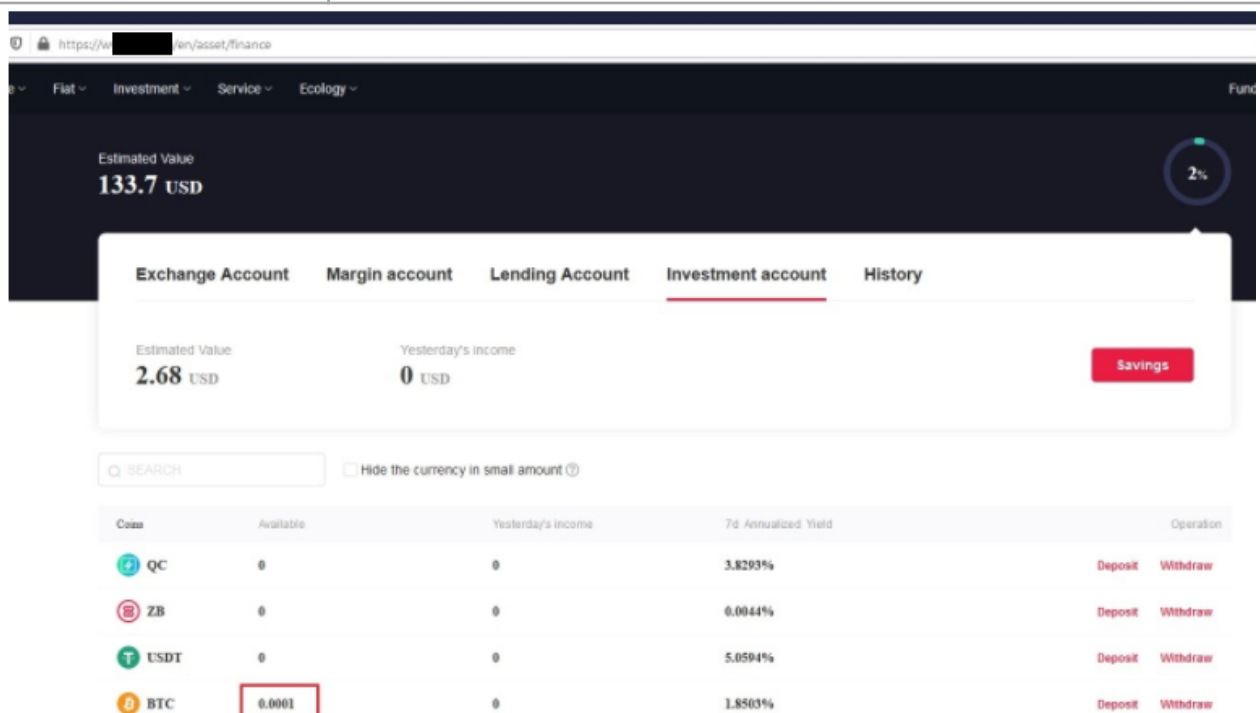 https://w /en/asset/finance
Fiat Investment Service Ecology Fund
Estimated Value
133.7 USD
2%
Exchange Account Margin account Lending Account Investment account History
Estimated Value Yesterday's income
2.68 USD 0 USD
Savings
SEARCH Hide the currency in small amount
Coins Available Yesterday's income 7d Annualized Yield Operation
QC 0 0 3.8293% Deposit Withdraw
ZB 0 0 0.0044% Deposit Withdraw
USDT 0 0 5.0594% Deposit Withdraw
BTC 0.0001 0 1.8503% Deposit Withdraw